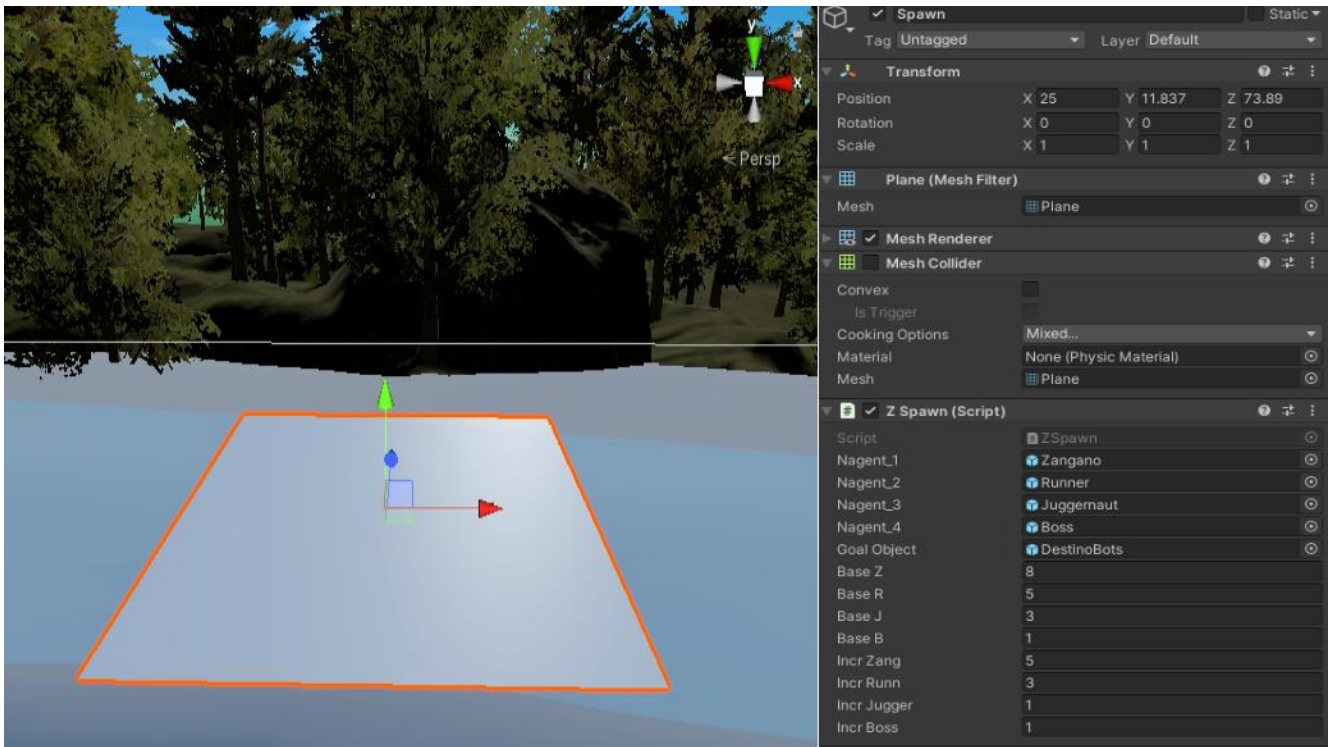 y
x
< Persp
Spawn Static
Tag Untagged Layer Default
Transform
Position X 25 Y 11.837 Z 73.89
Rotation X 0 Y 0 Z 0
Scale X 1 Y 1 Z 1
Plane (Mesh Filter)
Mesh Plane
Mesh Renderer
Mesh Collider
Convex
Is Trigger
Cooking Options Mixed...
Material None (Physic Material)
Mesh Plane
# Z Spawn (Script)
Script ZSpawn
Nagent_1 Zangano
Nagent_2 Runner
Nagent_3 Juggernaut
Nagent_4 Boss
Goal Object DestinoBots
Base Z 8
Base R 5
Base J 3
Base B 1
Incr Zang 5
Incr Runn 3
Incr Jugger 1
Incr Boss 1